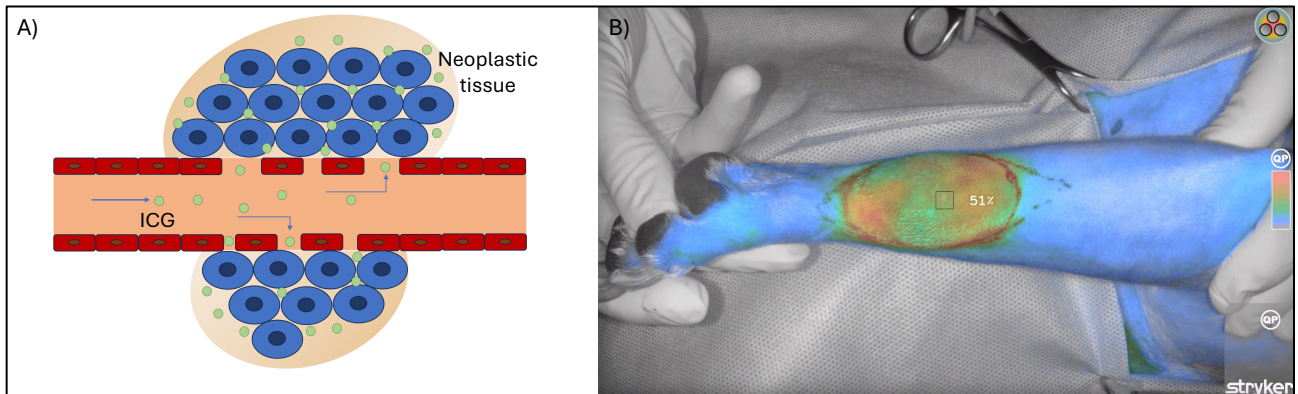 A)
Neoplastic
tissue
ICG
B)
51%
QP
QP
stryker